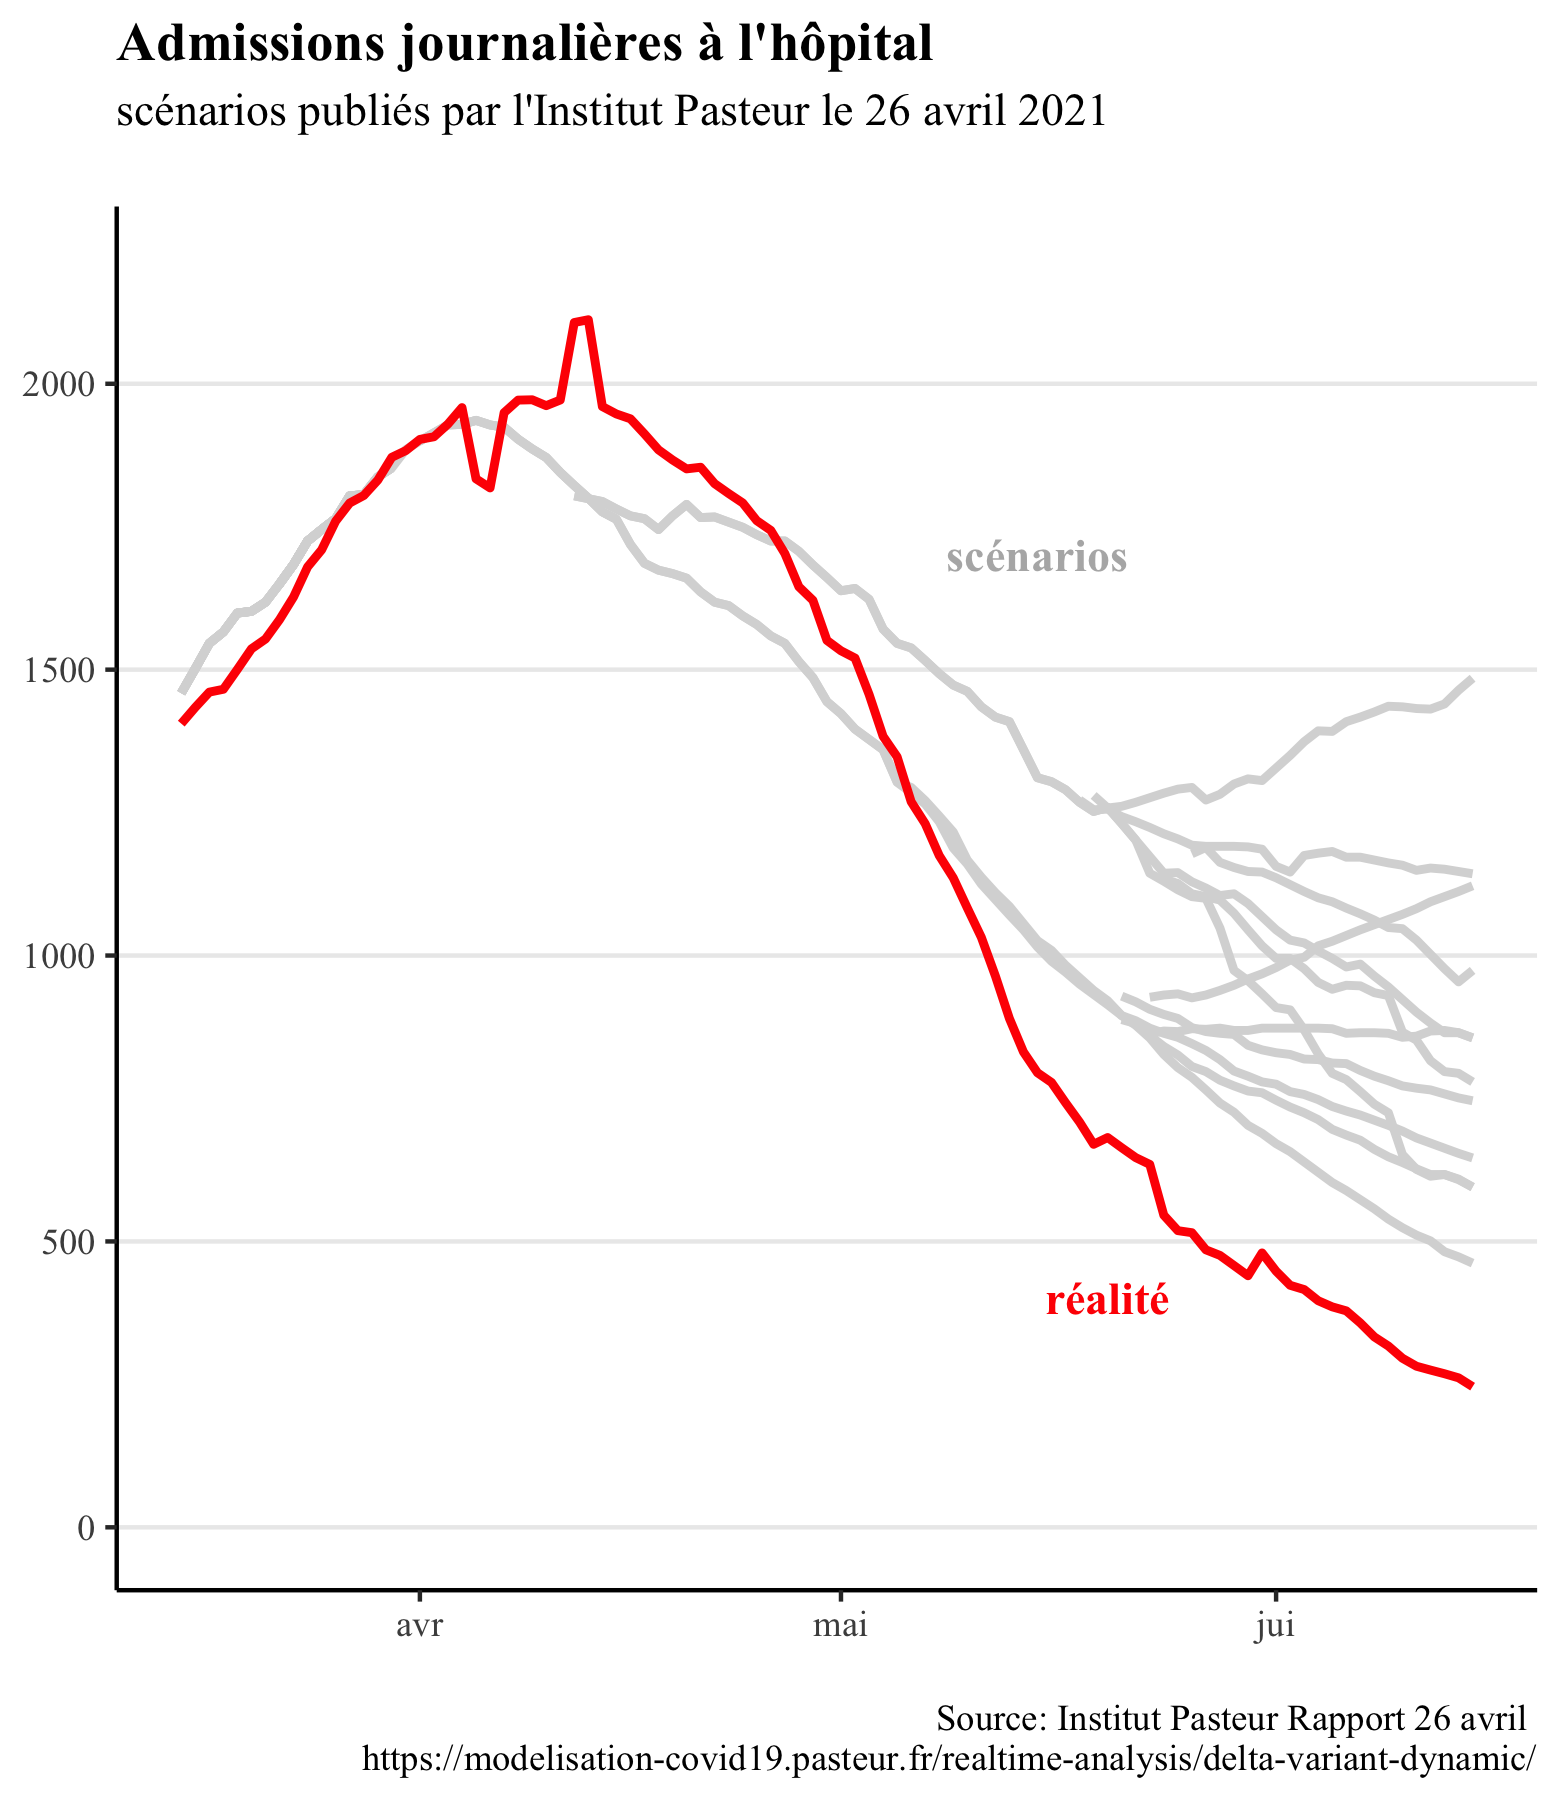 Admissions journalières à l'hôpital
scénarios publiés par l'Institut Pasteur le 26 avril 2021
2000
scénarios
1500
1000
500
réalité
0
avr mai jui
Source: Institut Pasteur Rapport 26 avril
https://modelisation-covid19.pasteur.fr/realtime-analysis/delta-variant-dynamic/